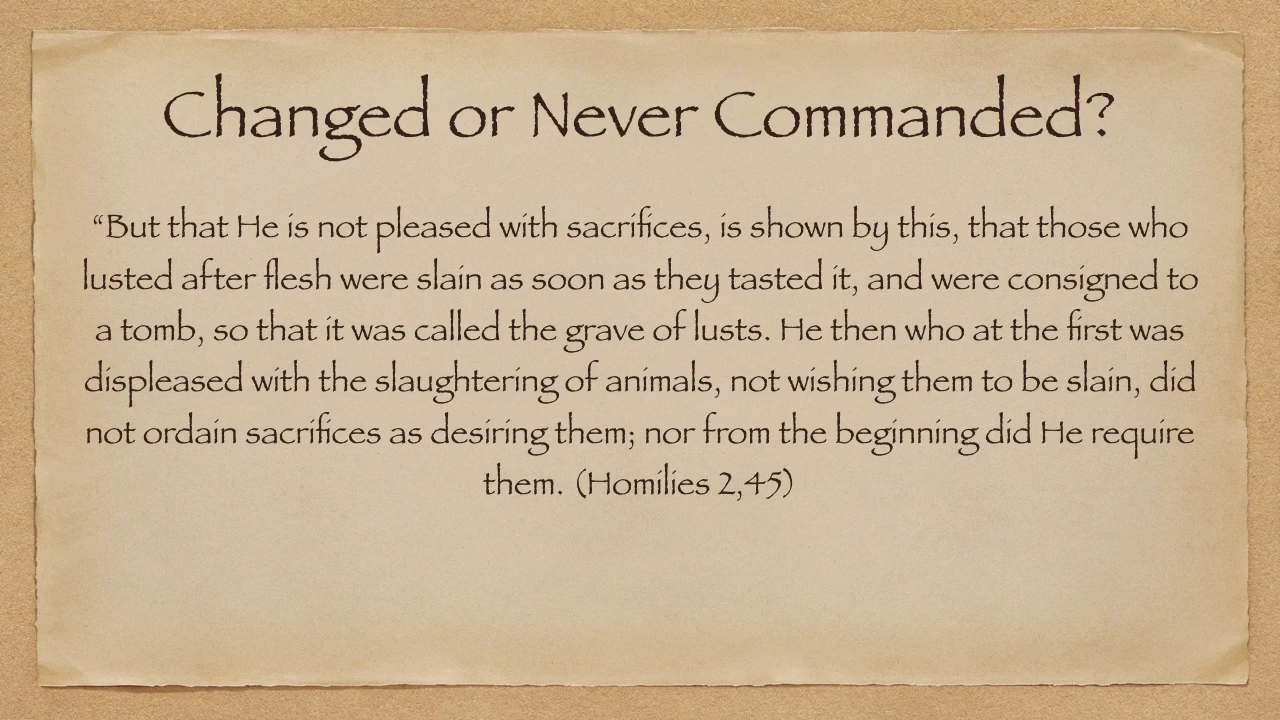 Changed or Never Commanded?
“But that He is not pleased with sacrifices, is shown by this, that those who
lusted after flesh were slain as soon as they tasted it, and were consigned to
a tomb, so that it was called the grave of lusts. He then who at the first was
displeased with the slaughtering of animals, not wishing them to be slain, did
not ordain sacrifices as desiring them; nor from the beginning did He require
them. (Homilies 2,45)